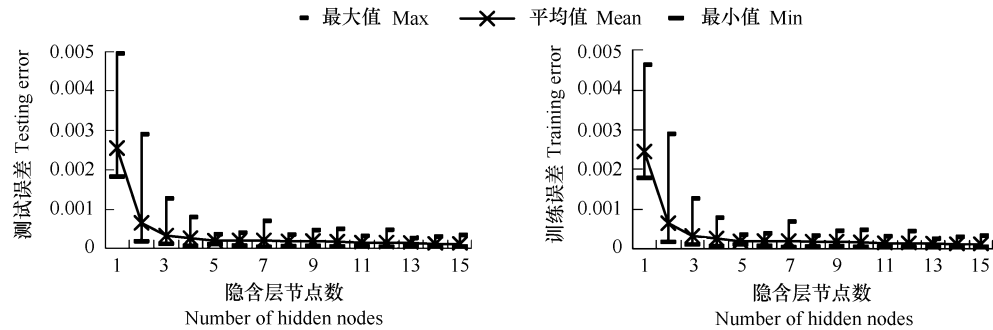 最大值 Max 平均值 Mean 最小值 Min
测试误差 Testing error
0.005
0.004
0.003
0.002
0.001
0
1 3 5 7 9 11 13 15
隐含层节点数
Number of hidden nodes
训练误差 Training error
0.005
0.004
0.003
0.002
0.001
0
1 3 5 7 9 11 13 15
隐含层节点数
Number of hidden nodes